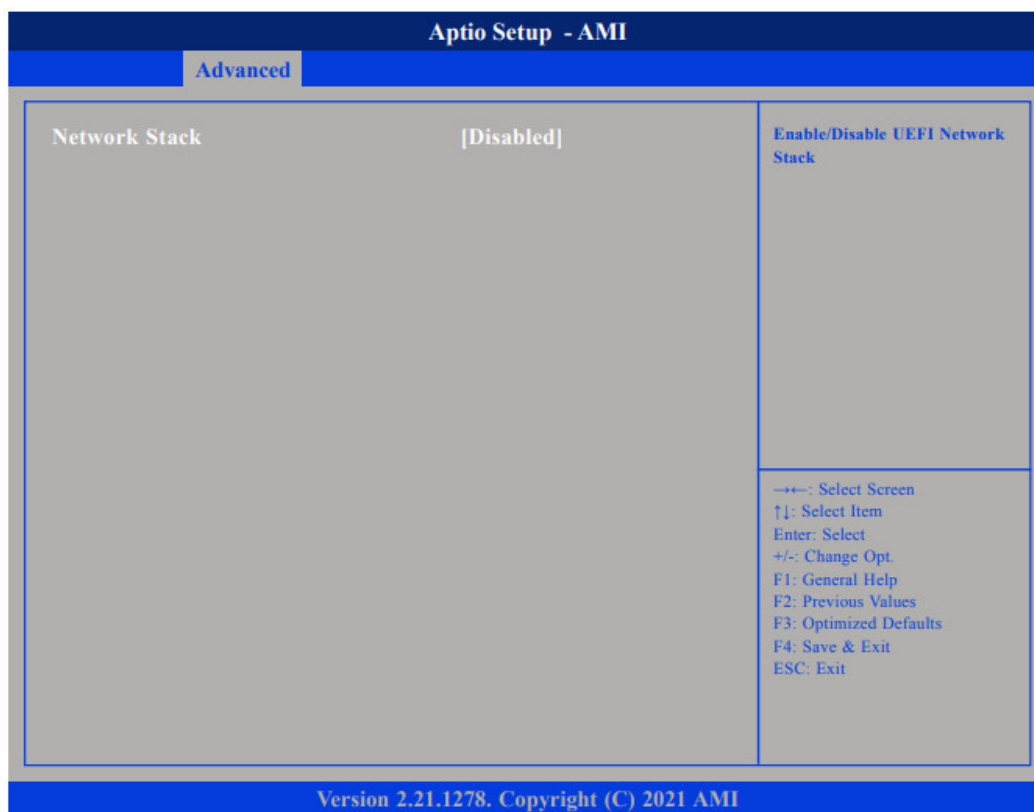 Aptio Setup - AMI
Advanced
Network Stack [Disabled]
Enable/Disable UEFI Network
Stack
→←: Select Screen
↑↓: Select Item
Enter: Select
+/-: Change Opt.
F1: General Help
F2: Previous Values
F3: Optimized Defaults
F4: Save & Exit
ESC: Exit
Version 2.21.1278. Copyright (C) 2021 AMI